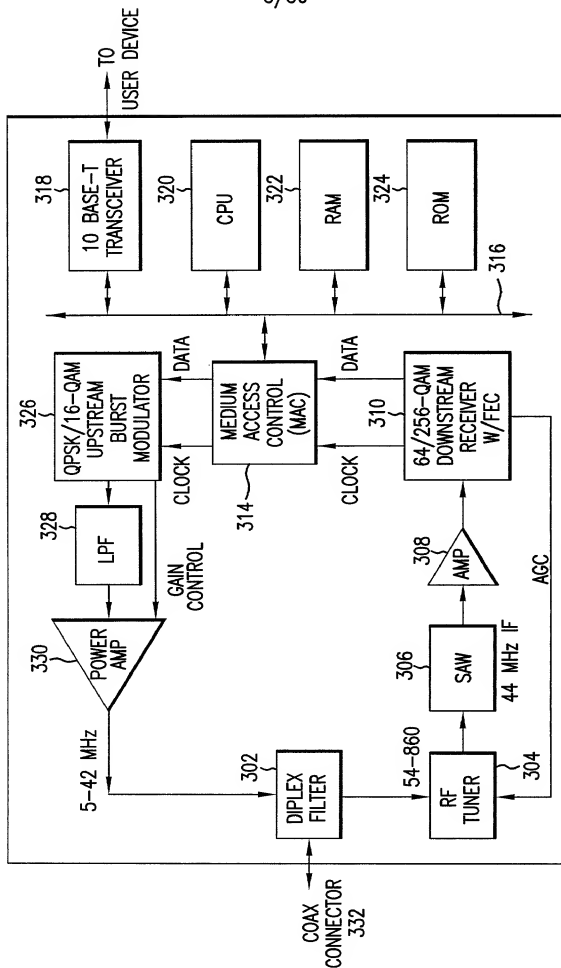 TO
USER DEVICE
318
10 BASE-T
TRANSCEIVER
320
CPU
322
RAM
324
ROM
316
326
QPSK/16-QAM
UPSTREAM
BURST
MODULATOR
DATA
CLOCK
MEDIUM
ACCESS
CONTROL
(MAC)
314
DATA
CLOCK
310
64/256-QAM
DOWNSTREAM
RECEIVER
W/FEC
328
LPF
GAIN
CONTROL
330
POWER
AMP
308
AMP
AGC
306
SAW
44 MHz IF
5-42 MHz
302
DIPLEX
FILTER
54-860
RF
TUNER
304
COAX
CONNECTOR
332